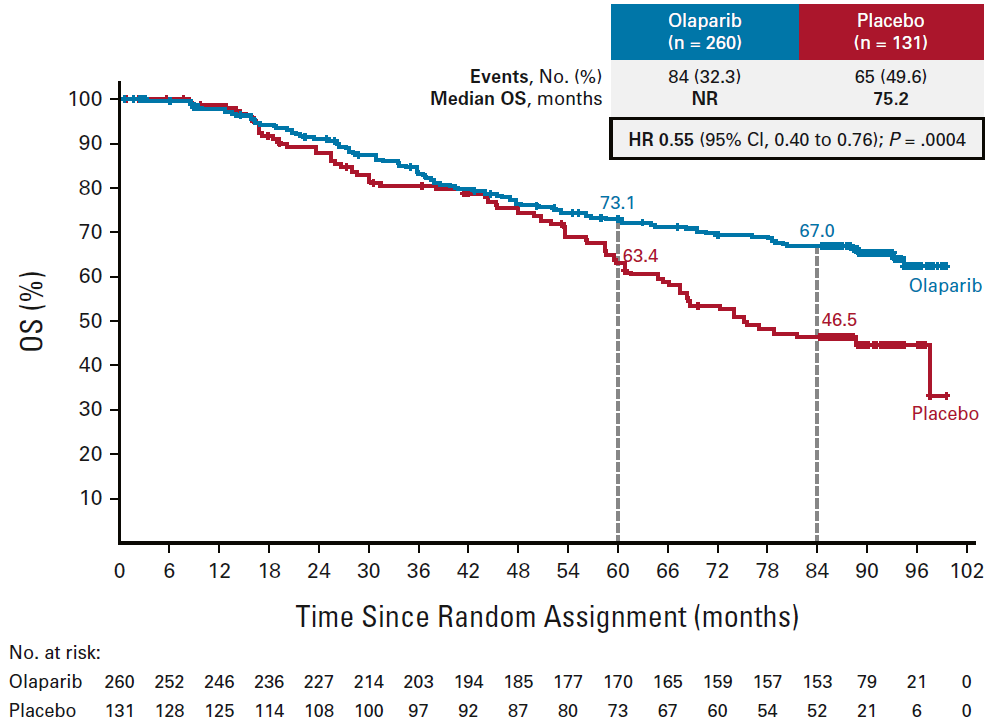 Olaparib Placebo
(n = 260) (n = 131)
Events, No. (%) 84 (32.3) 65 (49.6)
Median OS, months NR 75.2
HR 0.55 (95% CI, 0.40 to 0.76); P = .0004
100
90
80
70
60
50
40
30
20
10
OS (%)
73.1
63.4
67.0
46.5
Olaparib
Placebo
0 6 12 18 24 30 36 42 48 54 60 66 72 78 84 90 96 102
Time Since Random Assignment (months)
No. at risk:
Olaparib 260 252 246 236 227 214 203 194 185 177 170 165 159 157 153 79 21 0
Placebo 131 128 125 114 108 100 97 92 87 80 73 67 60 54 52 21 6 0